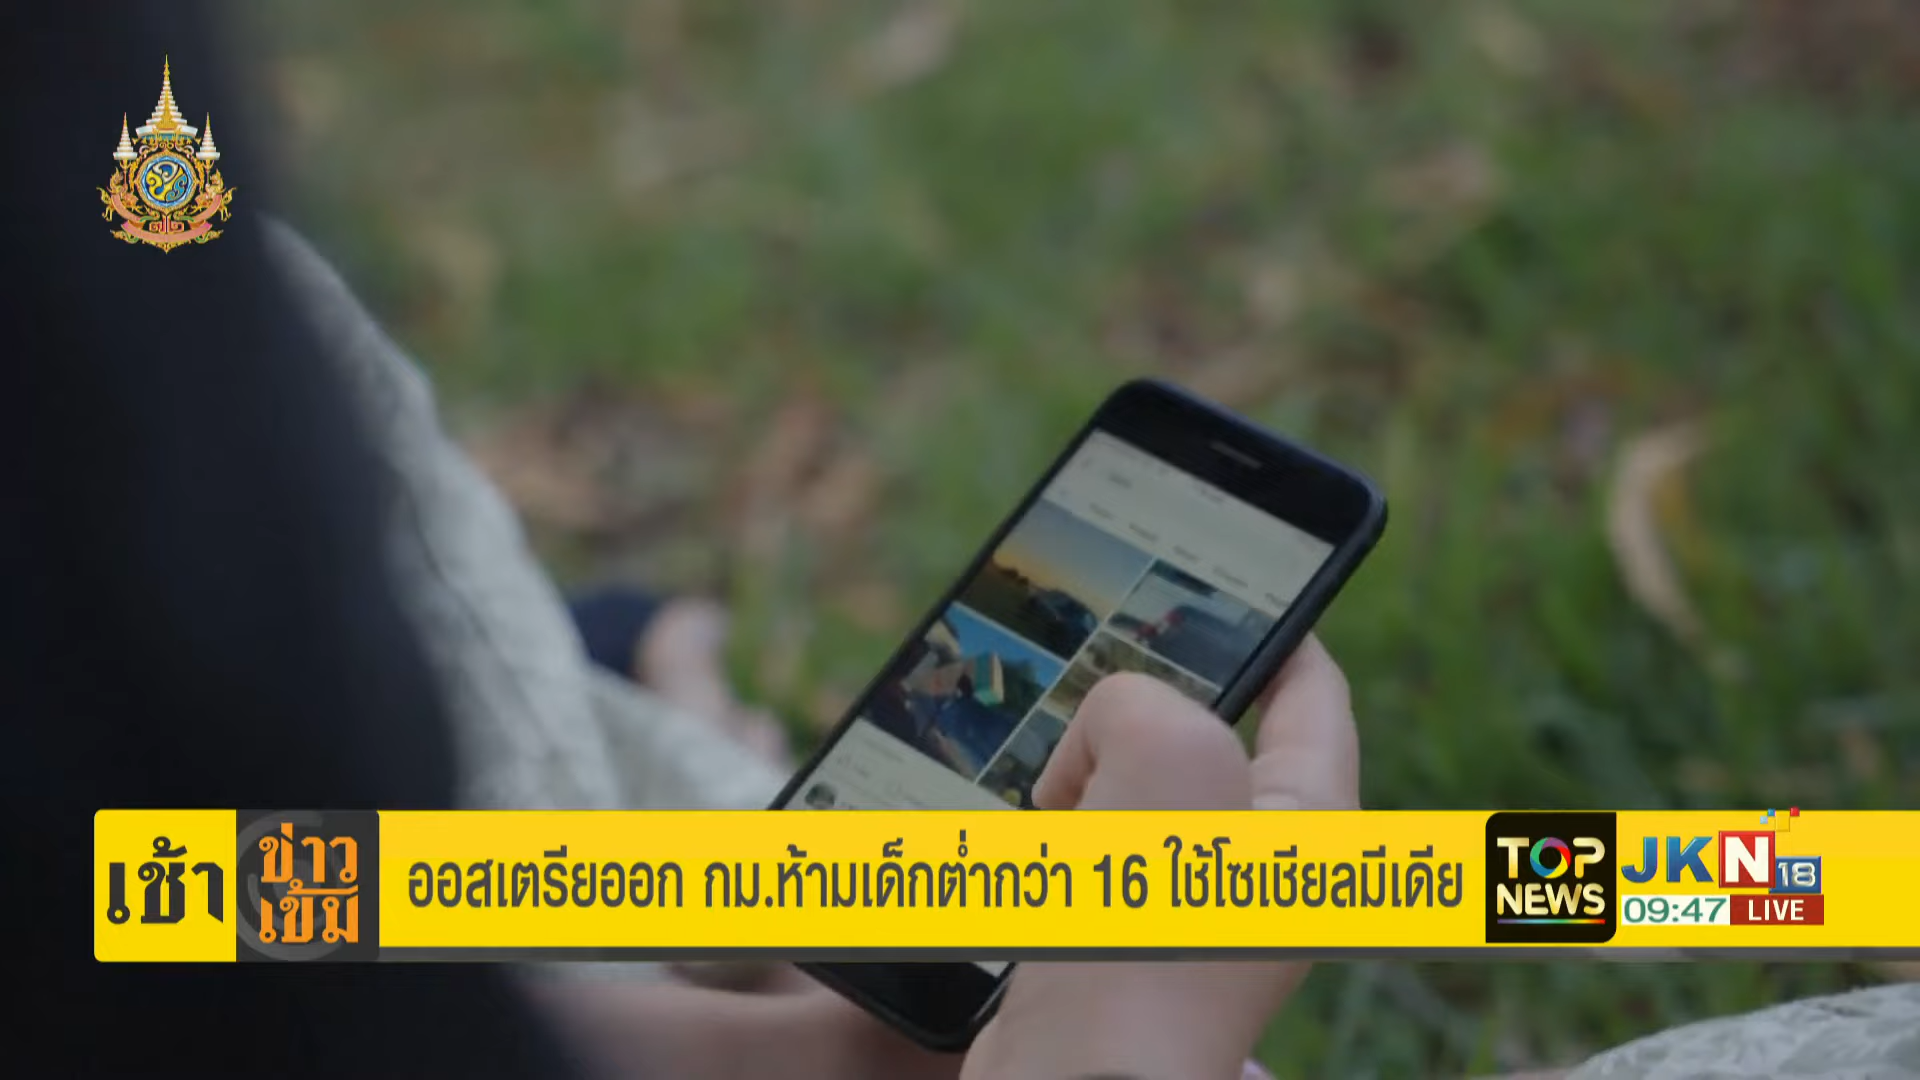 เช้า
ข่าว
เข้ม
ออสเตรียออก กม.ห้ามเด็กต่ำกว่า 16 ใช้โซเชียลมีเดีย
TOP
NEWS
JKN18
09:47 LIVE